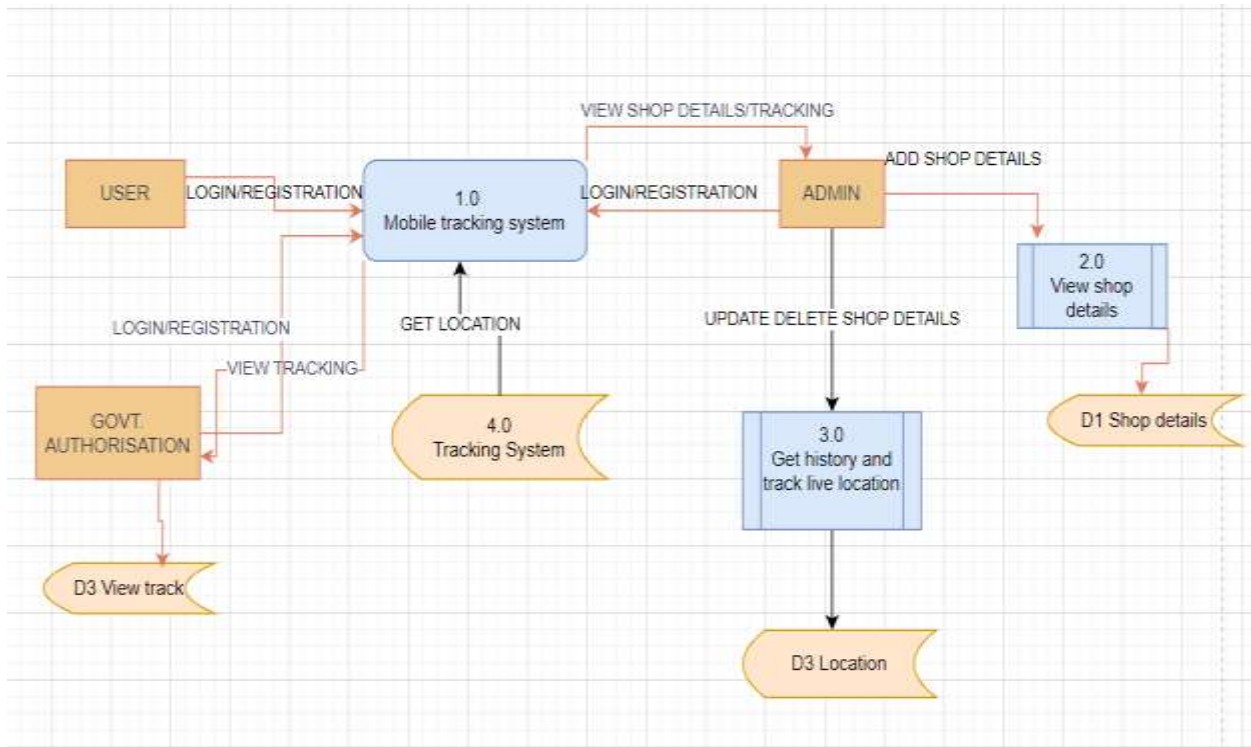 VIEW SHOP DETAILS/TRACKING
ADD SHOP DETAILS
USER
LOGIN/REGISTRATION
1.0
Mobile tracking system
LOGIN/REGISTRATION
ADMIN
2.0
View shop
details
LOGIN/REGISTRATION
GET LOCATION
UPDATE DELETE SHOP DETAILS
VIEW TRACKING
GOVT.
AUTHORISATION
4.0
Tracking System
3.0
Get history and
track live location
D1 Shop details
D3 View track
D3 Location